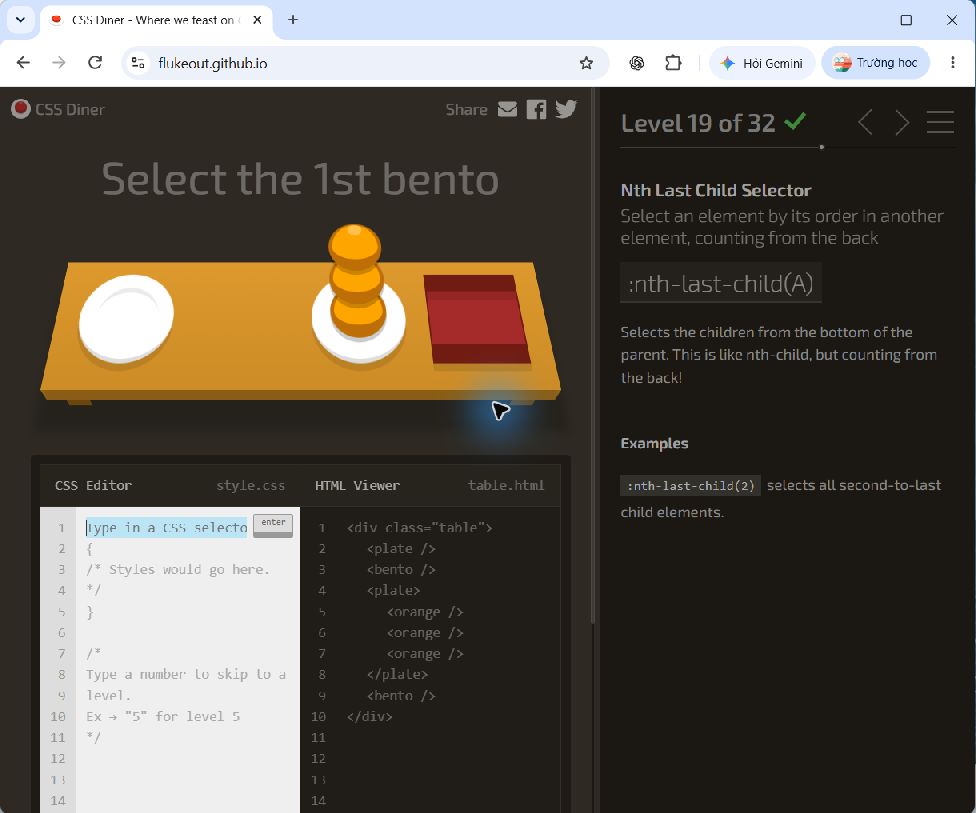 CSS Diner - Where we feast on
flukeout.github.io
Hỏi Gemini
Trường học
CSS Diner
Share
Select the 1st bento
CSS Editor
style.css
HTML Viewer
table.html
1 Type in a CSS selecto
enter
2 {
3 /* Styles would go here.
4 */
5 }
6
7 /*
8 Type a number to skip to a
9 level.
10 Ex → "5" for level 5
11 */
12
13
14
1 <div class="table">
2 <plate />
3 <bento />
4 <plate>
5 <orange />
6 <orange />
7 <orange />
8 </plate>
9 <bento />
10 </div>
11
12
13
14
Level 19 of 32
Nth Last Child Selector
Select an element by its order in another
element, counting from the back
:nth-last-child(A)
Selects the children from the bottom of the
parent. This is like nth-child, but counting from
the back!
Examples
:nth-last-child(2) selects all second-to-last
child elements.